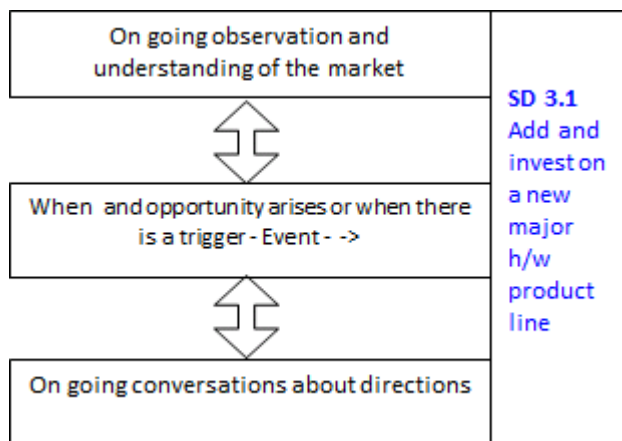 On going observation and
understanding of the market
When and opportunity arises or when there
is a trigger - Event - ->
On going conversations about directions
SD 3.1
Add and
invest on
a new
major
h/w
product
line